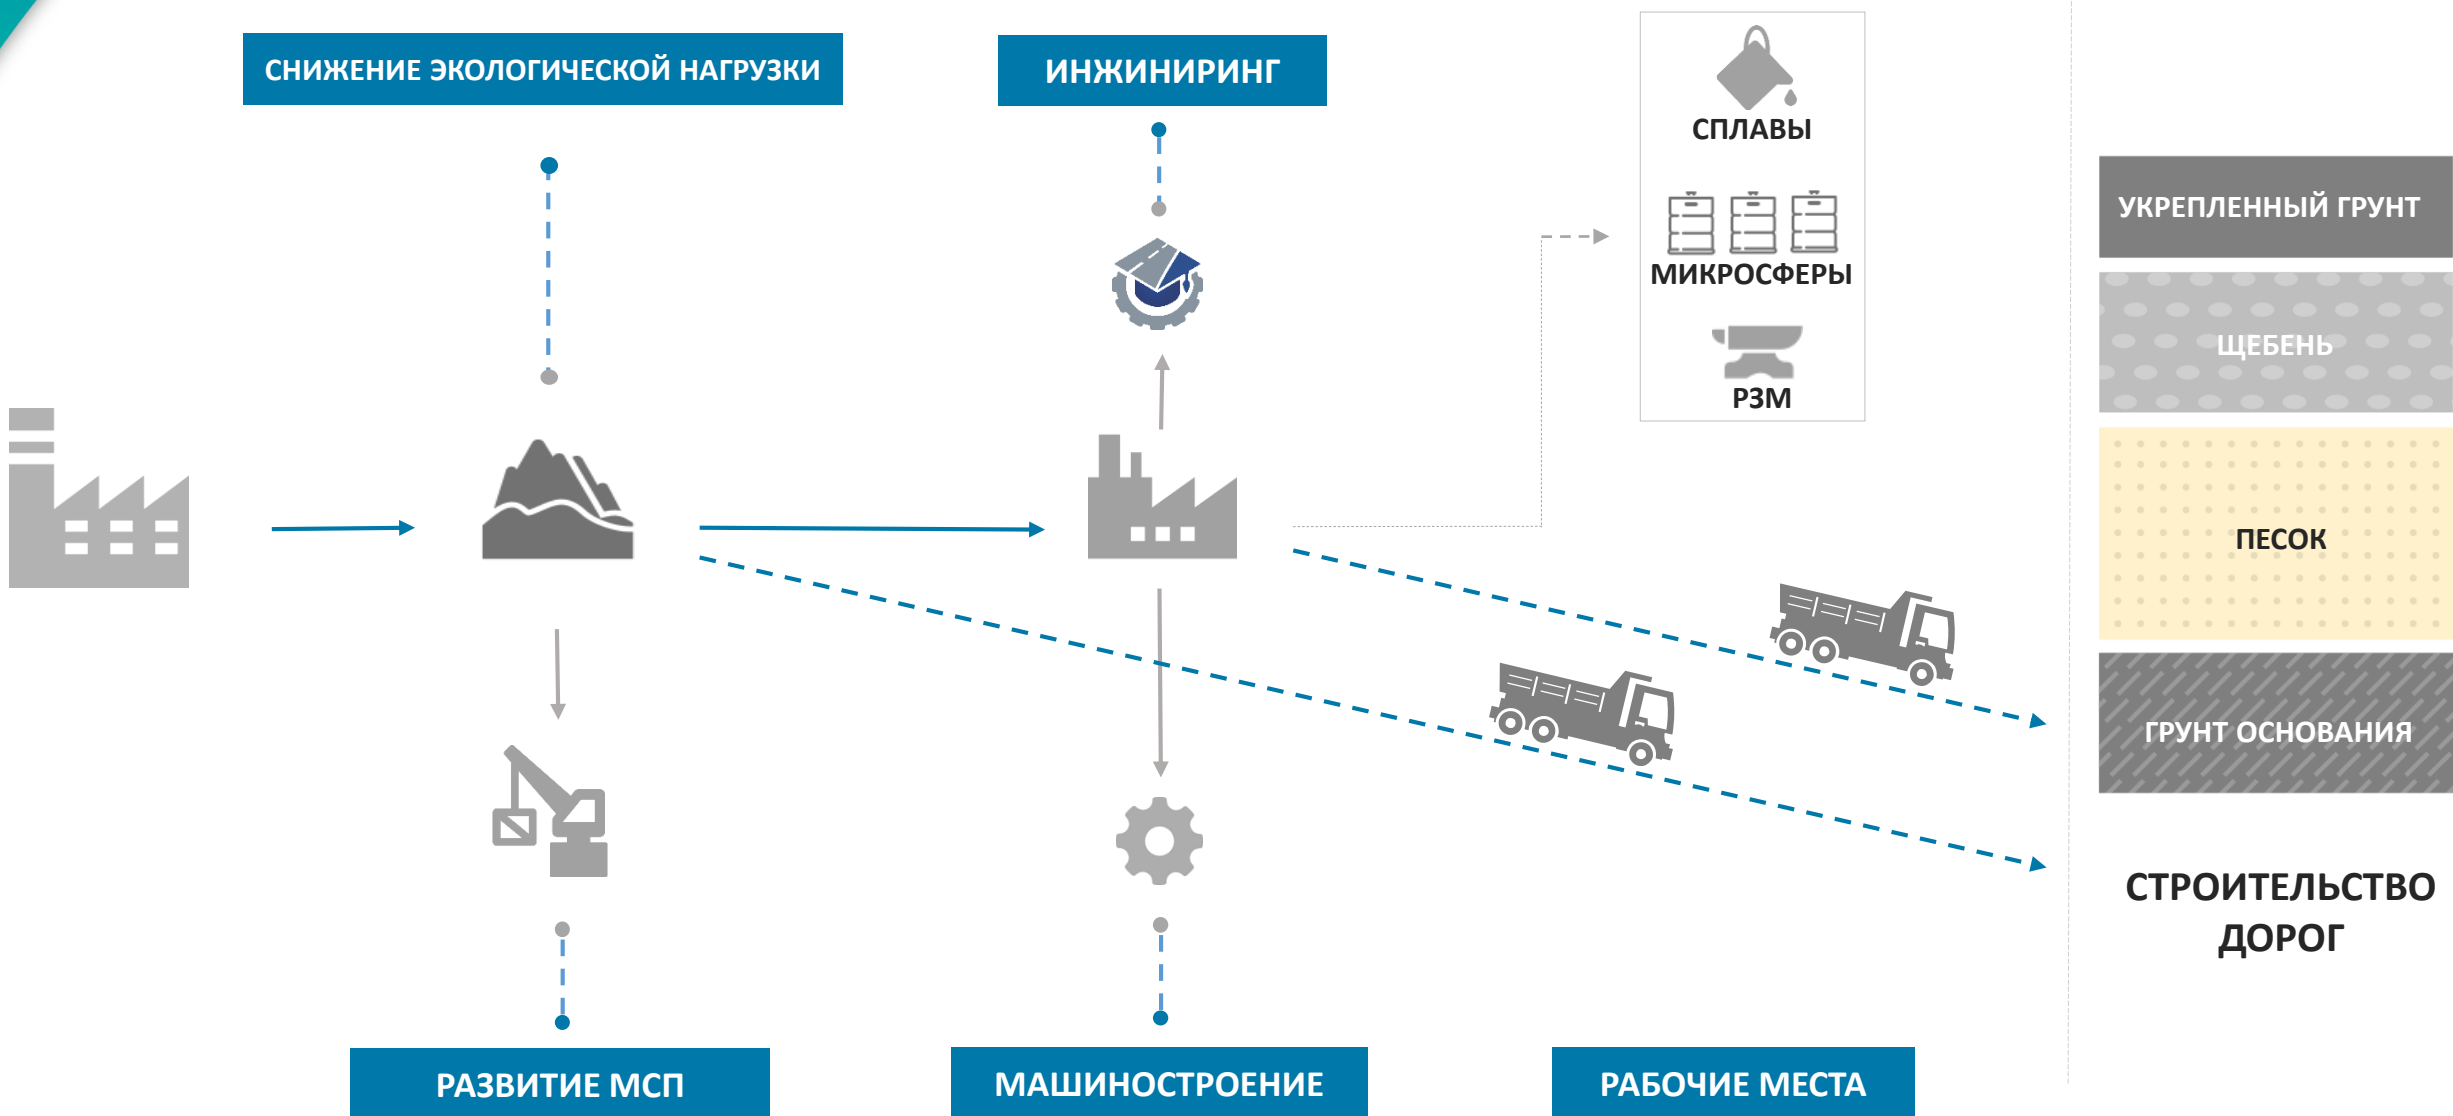 СНИЖЕНИЕ ЭКОЛОГИЧЕСКОЙ НАГРУЗКИ
ИНЖИНИРИНГ
СПЛАВЫ
МИКРОСФЕРЫ
РЗМ
УКРЕПЛЕННЫЙ ГРУНТ
ЩЕБЕНЬ
ПЕСОК
ГРУНТ ОСНОВАНИЯ
СТРОИТЕЛЬСТВО
ДОРОГ
РАЗВИТИЕ МСП
МАШИНОСТРОЕНИЕ
РАБОЧИЕ МЕСТА